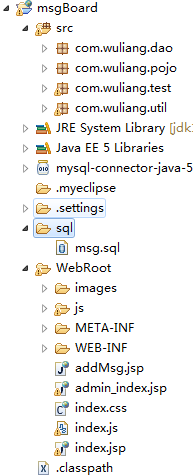 msgBoard
src
com.wuliang.dao
com.wuliang.pojo
com.wuliang.test
com.wuliang.util
JRE System Library [jdk
Java EE 5 Libraries
mysql-connector-java-5
.myeclipse
.settings
sql
msg.sql
WebRoot
images
js
META-INF
WEB-INF
addMsg.jsp
admin_index.jsp
index.css
index.js
index.jsp
.classpath